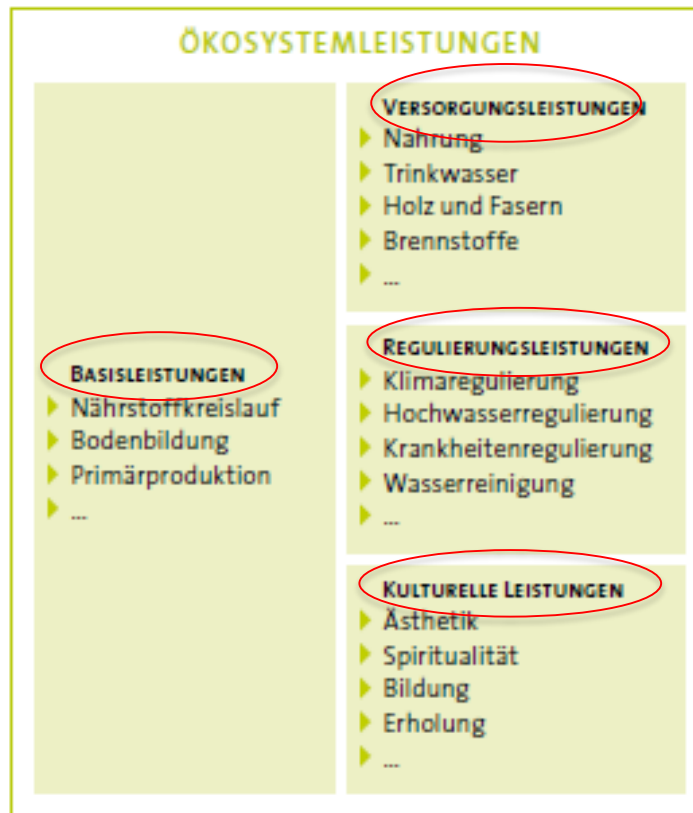 ÖKOSYSTEMLEISTUNGEN
BASISLEISTUNGEN
Nährstoffkreislauf
Bodenbildung
Primärproduktion
...
VERSORGUNGSLEISTUNGEN
Nahrung
Trinkwasser
Holz und Fasern
Brennstoffe
...
REGULIERUNGSLEISTUNGEN
Klimaregulierung
Hochwasserregulierung
Krankheitenregulierung
Wasserreinigung
...
KULTURELLE LEISTUNGEN
Ästhetik
Spiritualität
Bildung
Erholung
...